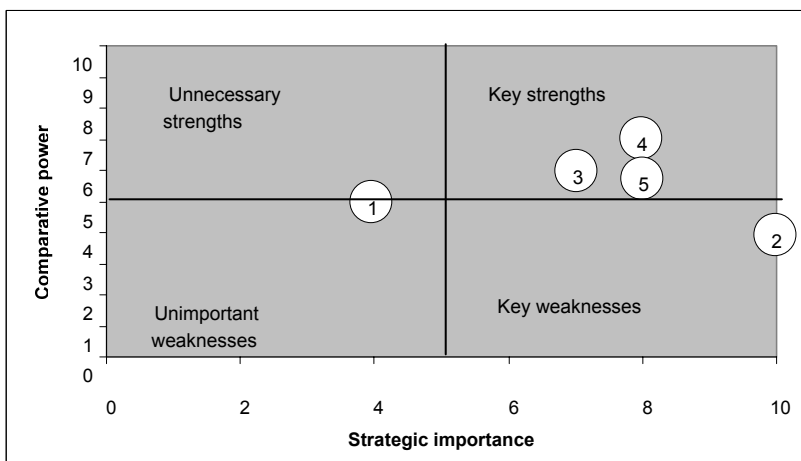 10
9
8
7
6
5
4
3
2
1
0
Comparative power
Unnecessary
strengths
Key strengths
4
3
5
1
2
Unimportant
weaknesses
Key weaknesses
0 2 4 6 8 10
Strategic importance